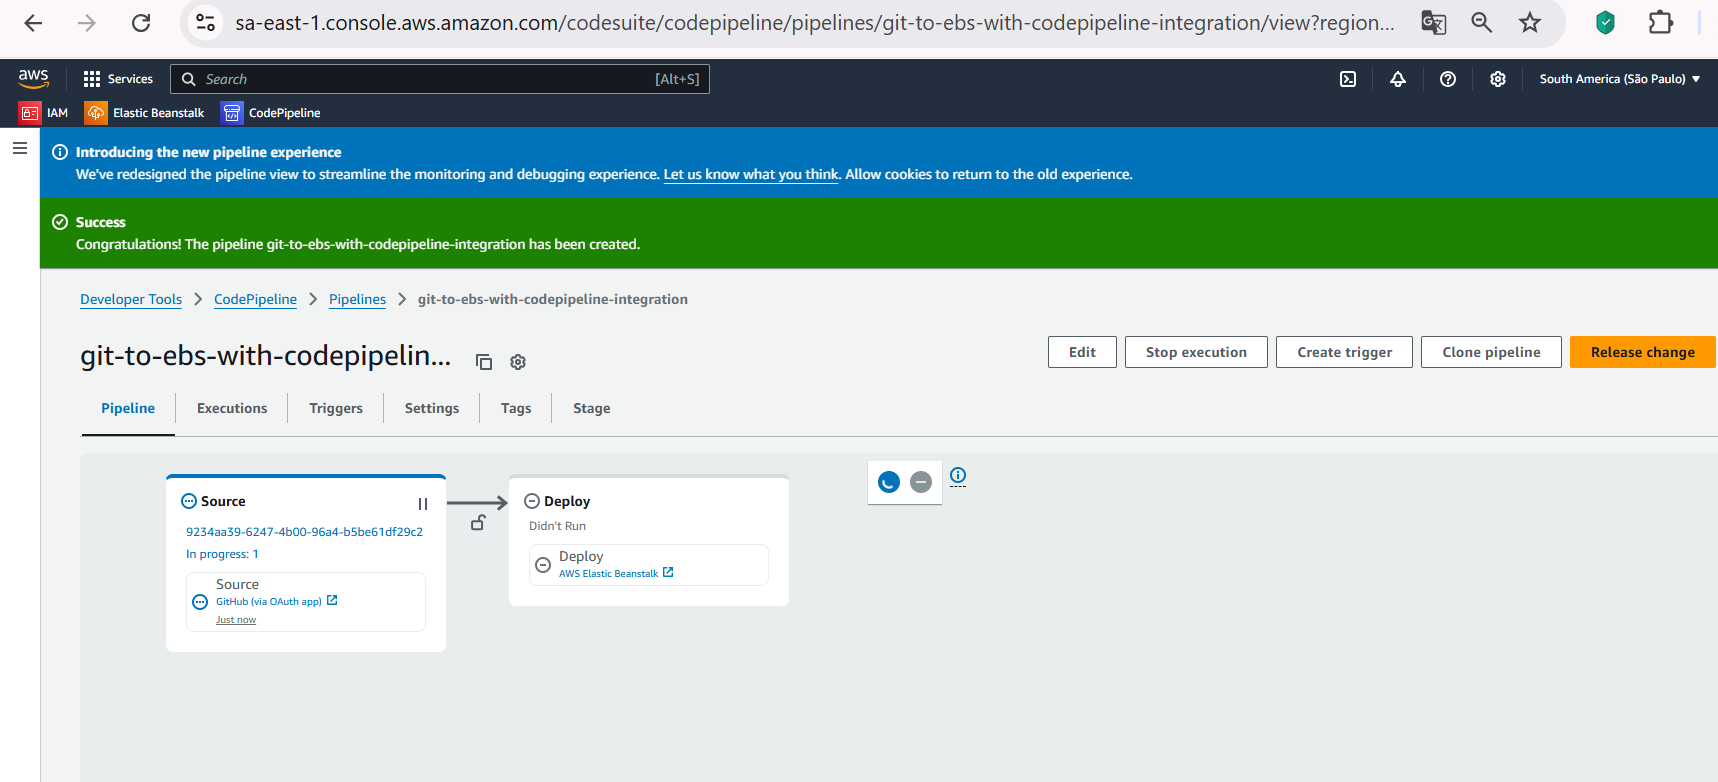 sa-east-1.console.aws.amazon.com/codesuite/codepipeline/pipelines/git-to-ebs-with-codepipeline-integration/view?region...
aws
Services
Search
[Alt+S]
South America (São Paulo)
IAM
Elastic Beanstalk
CodePipeline
Introducing the new pipeline experience
We've redesigned the pipeline view to streamline the monitoring and debugging experience. Let us know what you think. Allow cookies to return to the old experience.
Success
Congratulations! The pipeline git-to-ebs-with-codepipeline-integration has been created.
Developer Tools
CodePipeline
Pipelines
git-to-ebs-with-codepipeline-integration
git-to-ebs-with-codepipelin...
Edit
Stop execution
Create trigger
Clone pipeline
Release change
Pipeline
Executions
Triggers
Settings
Tags
Stage
Source
9234aa39-6247-4b00-96a4-b5be61df29c2
In progress: 1
Source
GitHub (via OAuth app)
Just now
Deploy
Didn't Run
Deploy
AWS Elastic Beanstalk